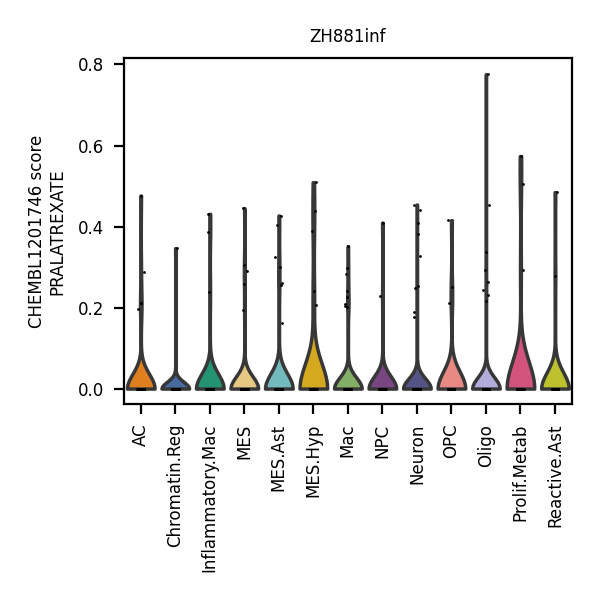 ZH881inf
CHEMBL1201746 score
PRALATREXATE
0.8
0.6
0.4
0.2
0.0
AC
Chromatin.Reg
Inflammatory.Mac
MES
MES.Ast
MES.Hyp
Mac
NPC
Neuron
OPC
Oligo
Prolif.Metab
Reactive.Ast